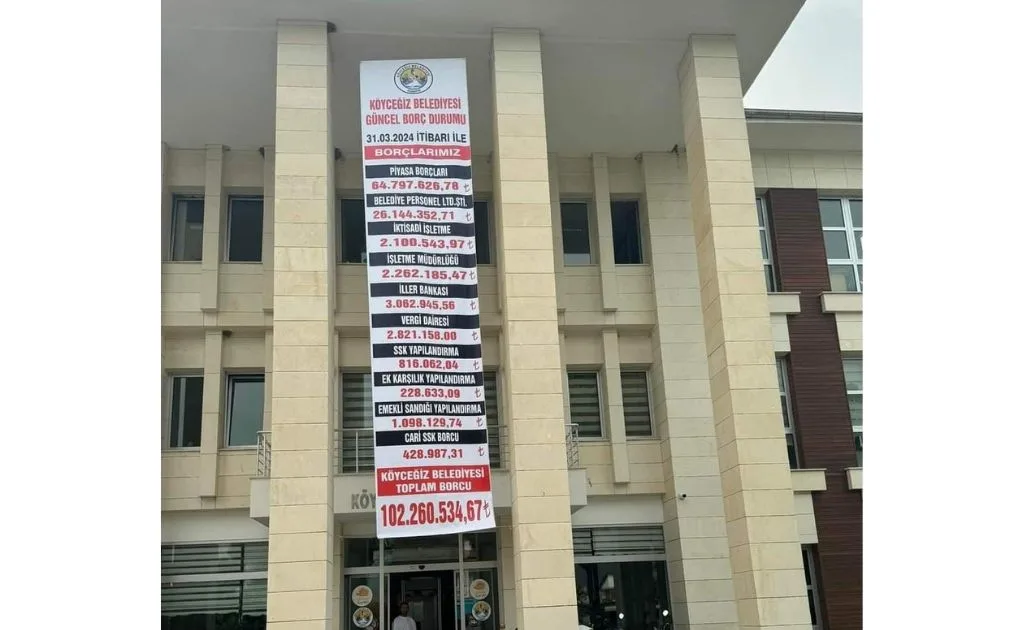 KÖYCEĞİZ BELEDİYESİ
GÜNCEL BORÇ DURUMU
31.03.2024 İTİBARI İLE
BORÇLARIMIZ
PİYASA BORÇLARI
64.797.626,78 ₺
BELEDİYE PERSONEL LTD.ŞTİ.
26.144.352,71 ₺
İKTİSADİ İŞLETME
2.100.543,97 ₺
İŞLETME MÜDÜRLÜĞÜ
2.262.185,47 ₺
İLLER BANKASI
3.062.945,56 ₺
VERGİ DAİRESİ
2.821.158.00 ₺
SSK YAPILANDIRMA
816.062,04 ₺
EK KARŞILIK YAPILANDIRMA
228.633,09 ₺
EMEKLİ SANDIĞI YAPILANDIRMA
1.098.129,74 ₺
CARİ SSK BORCU
428.987,31 ₺
KÖYCEĞİZ BELEDİYESİ
TOPLAM BORCU
102.260.534,67 ₺